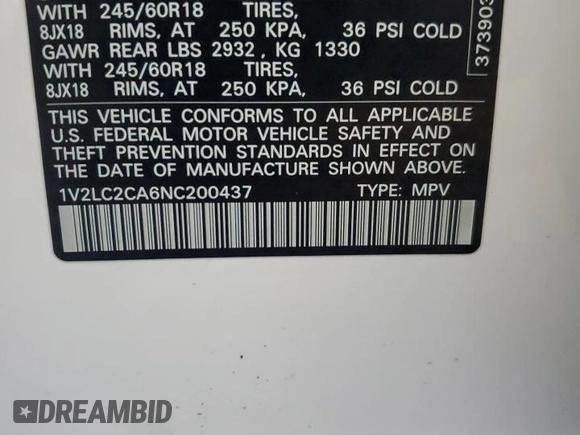 WITH 245/60R18 TIRES,
8JX18 RIMS, AT 250 KPA, 36 PSI COLD
GAWR REAR LBS 2932, KG 1330
WITH 245/60R18 TIRES,
8JX18 RIMS, AT 250 KPA, 36 PSI COLD
THIS VEHICLE CONFORMS TO ALL APPLICABLE
U.S. FEDERAL MOTOR VEHICLE SAFETY AND
THEFT PREVENTION STANDARDS IN EFFECT ON
THE DATE OF MANUFACTURE SHOWN ABOVE.
1V2LC2CA6NC200437 TYPE: MPV
373903
DREAMBID